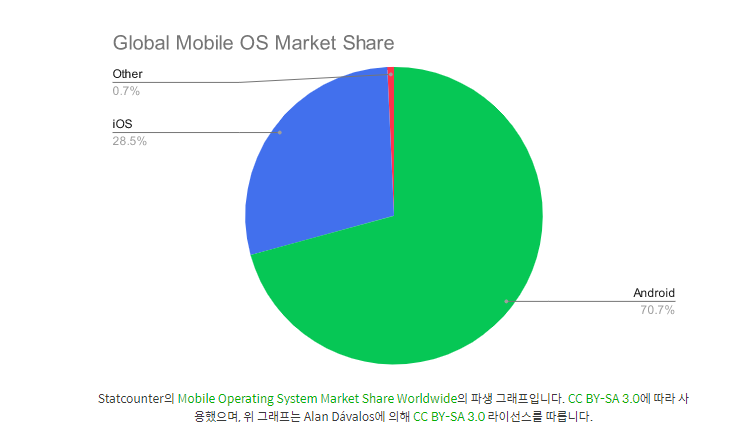 Global Mobile OS Market Share
Other
0.7%
iOS
28.5%
Android
70.7%
Statcounter의 Mobile Operating System Market Share Worldwide의 파생 그래프입니다. CC BY-SA 3.0에 따라 사
용했으며, 위 그래프는 Alan Dávalos에 의해 CC BY-SA 3.0 라이선스를 따릅니다.